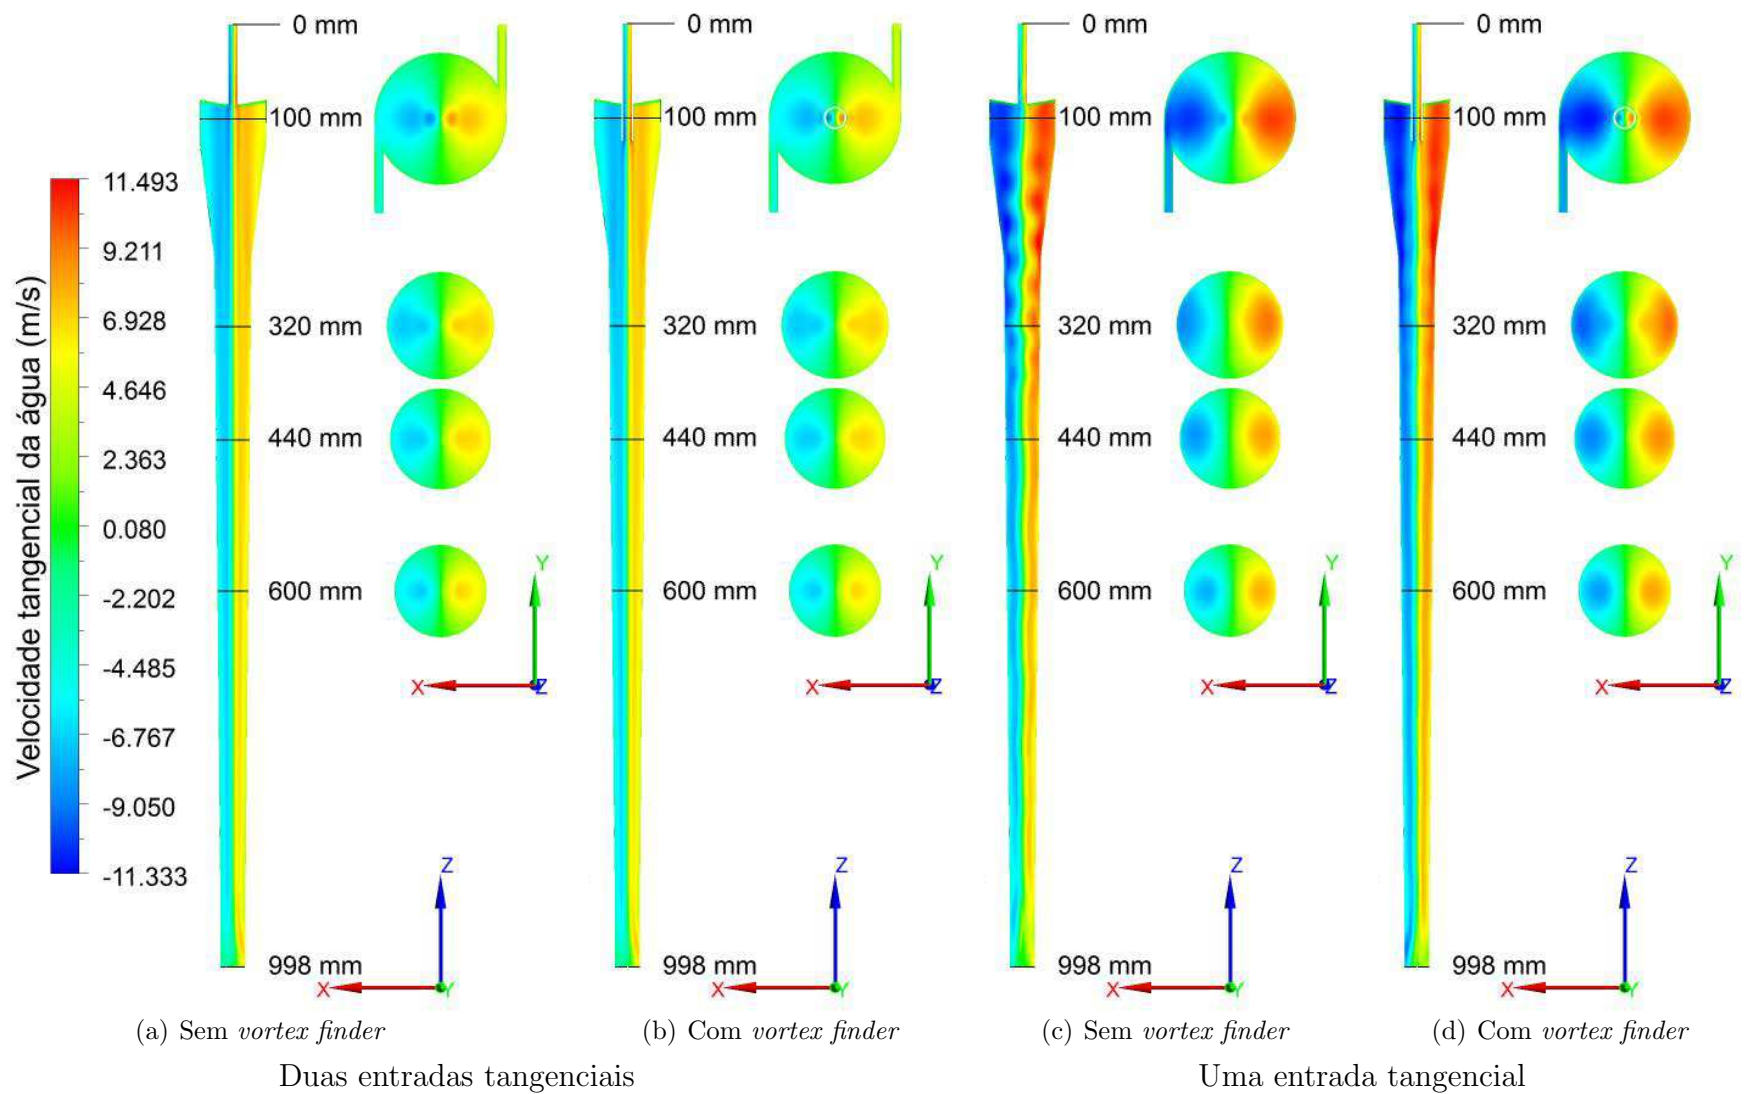 Velocidade tangencial da água (m/s)
11.493
9.211
6.928
4.646
2.363
0.080
-2.202
-4.485
-6.767
-9.050
-11.333
0 mm
100 mm
320 mm
440 mm
600 mm
998 mm
Y
X
Z
Z
X
Y
(a) Sem vortex finder
0 mm
100 mm
320 mm
440 mm
600 mm
998 mm
Y
X
Z
Z
X
Y
(b) Com vortex finder
Duas entradas tangenciais
0 mm
100 mm
320 mm
440 mm
600 mm
998 mm
Y
X
Z
Z
X
Y
(c) Sem vortex finder
0 mm
100 mm
320 mm
440 mm
600 mm
998 mm
Y
X
Z
Z
X
Y
(d) Com vortex finder
Uma entrada tangencial